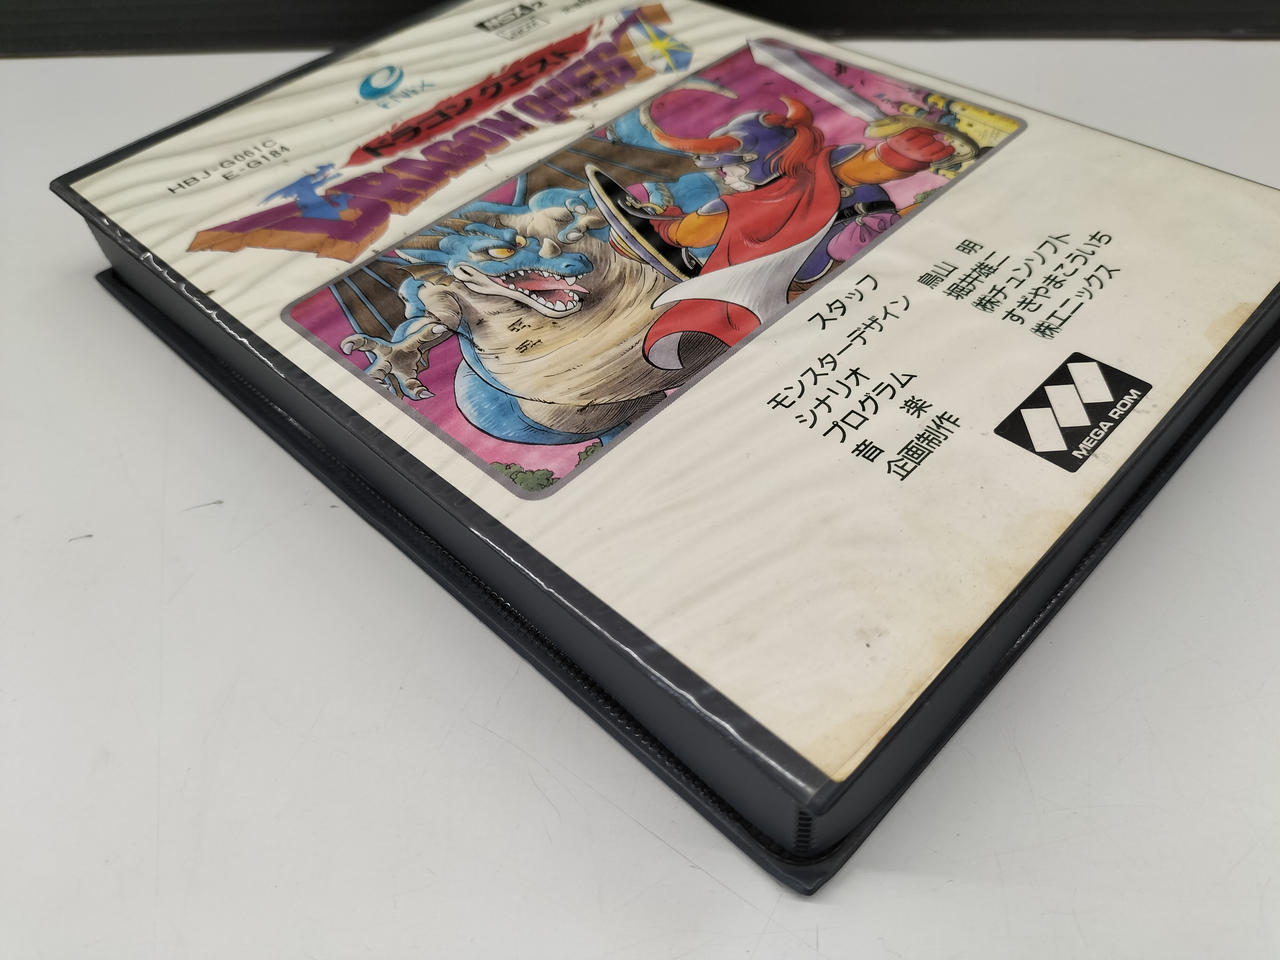 MSX2
ENIX
HBJ-G061C
E-G184
ドラゴンクエスト
DRAGON QUEST
スタッフ
モンスターデザイン 鳥山 明
シナリオ 堀井雄二
プログラム ㈱チュンソフト
音 楽 すぎやまこういち
企画制作 ㈱エニックス
MEGA ROM